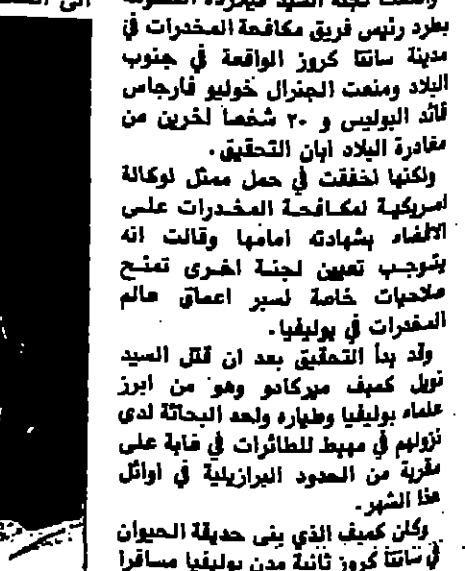 الى
بطرد رئيس فريق مكافحة المخدرات في
مدينة سانتا كروز الواقعة في جنوب
البلاد ومنعت الجنرال خوليو فارجاس
قائد البوليس و ٢٠ شخصا اخرين من
مغادرة البلاد ابان التحقيق.
ولكنها اخفقت في حمل ممثل لوكالة
امريكية لمكافحة المخدرات على
الافضاء بشهادته امامها وقالت انه
يتوجب تعيين لجنة اخرى تمنح
صلاحيات خاصة لسبر اعماق عالم
المخدرات في بوليفيا.
وقد بدأ التحقيق بعد ان قتل السيد
نويل كمبف ميركادو وهو من ابرز
علماء بوليفيا وطياره واحد البحاثة لدى
نزولهم في مهبط للطائرات في غابة على
مقربة من الحدود البرازيلية في اوائل
هذا الشهر.
وكان كمبف الذي بنى حديقة الحيوان
في سانتا كروز ثانية مدن بوليفيا مسافرا